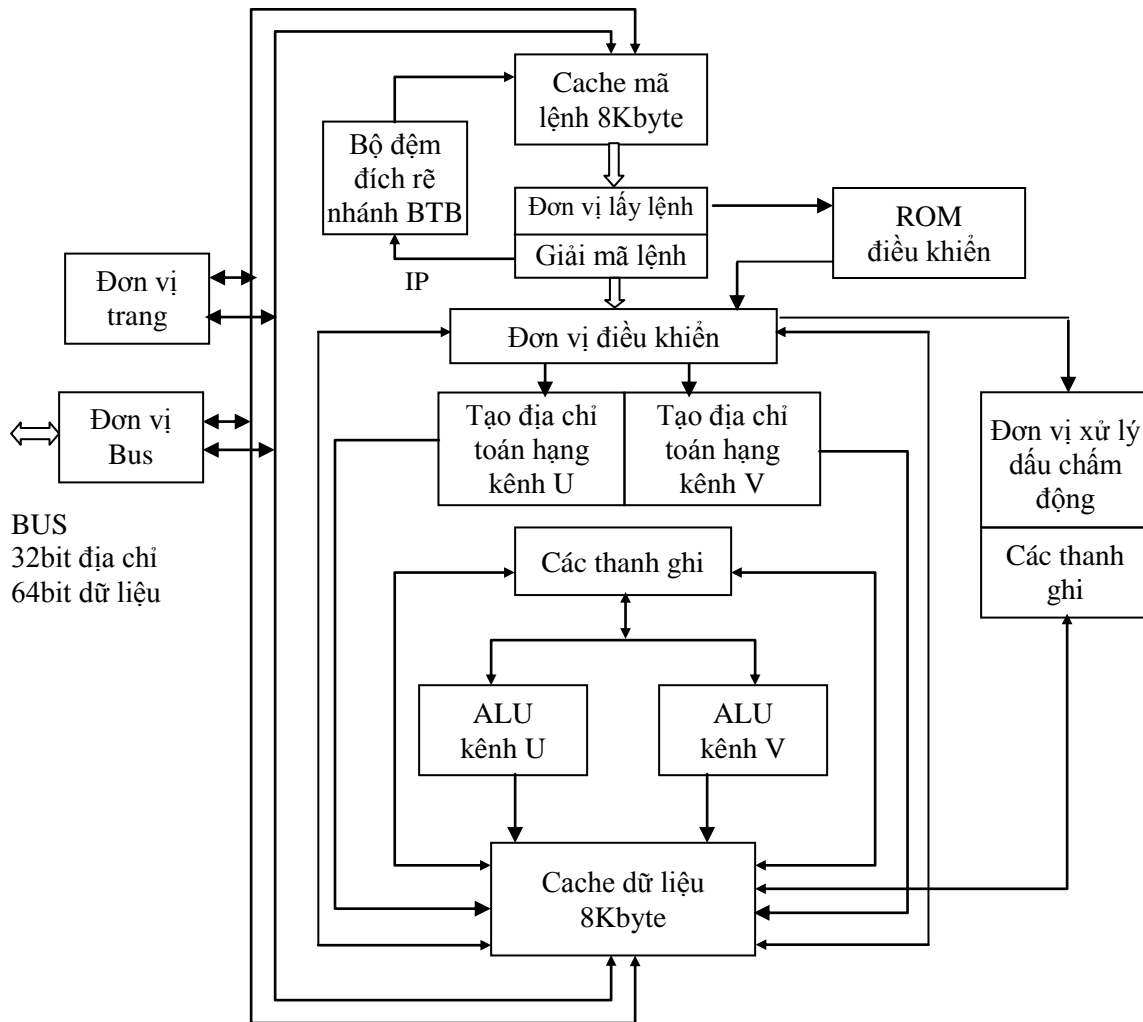 Cache mã
lệnh 8Kbyte
Bộ đệm
đích rẽ
nhánh BTB
Đơn vị lấy lệnh
Giải mã lệnh
ROM
điều khiển
IP
Đơn vị
trang
Đơn vị điều khiển
Đơn vị
Bus
Tạo địa chỉ
toán hạng
kênh U
Tạo địa chỉ
toán hạng
kênh V
Đơn vị xử lý
dấu chấm
động
BUS
32bit địa chỉ
64bit dữ liệu
Các thanh ghi
Các thanh
ghi
ALU
kênh U
ALU
kênh V
Cache dữ liệu
8Kbyte